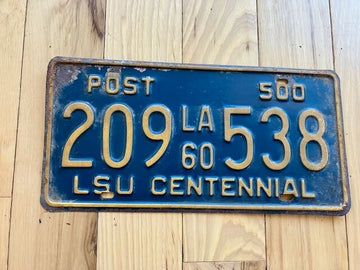 POST 500
209 LA 60 538
LSU CENTENNIAL